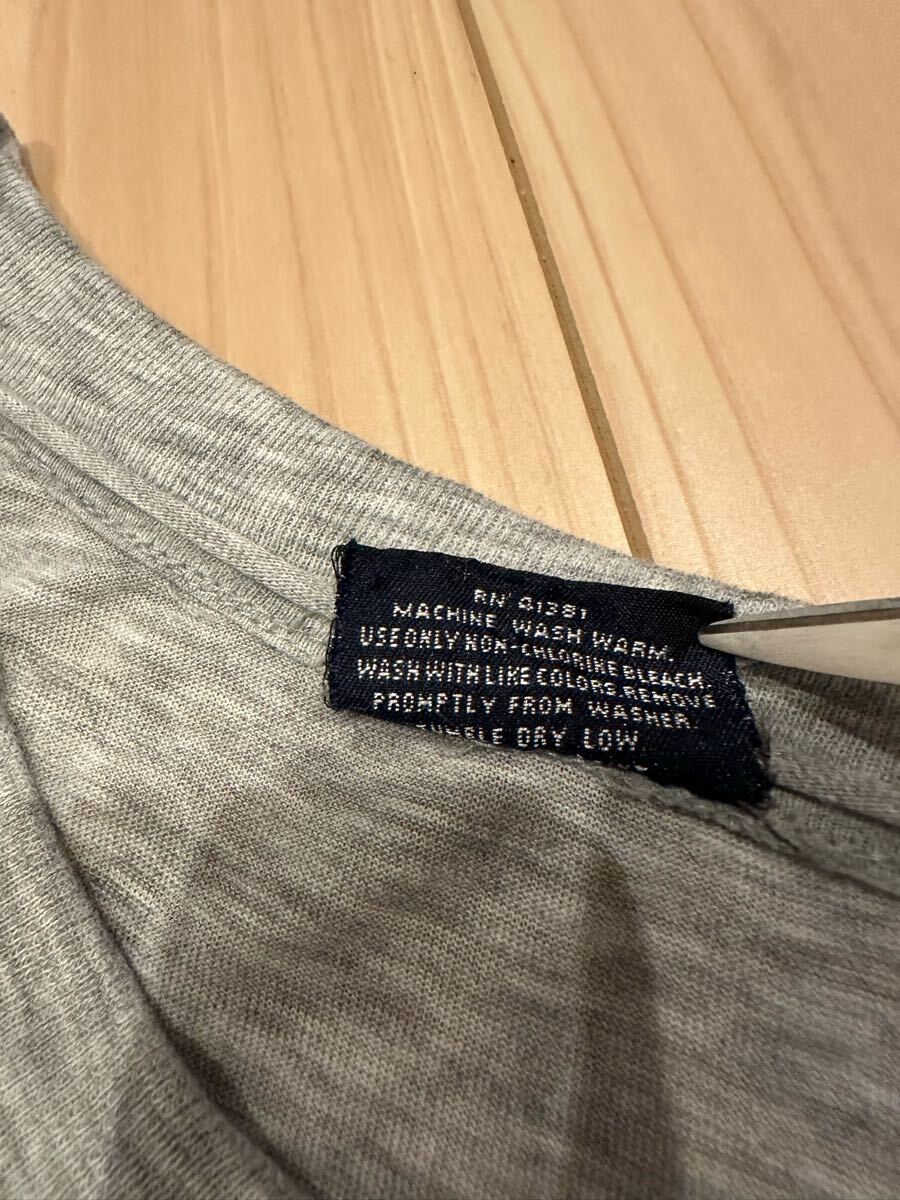 RN 41381
MACHINE WASH WARM.
USE ONLY NON-CHLORINE BLEACH
WASH WITH LIKE COLORS. REMOVE
PROMPTLY FROM WASHER.
TUMBLE DRY LOW